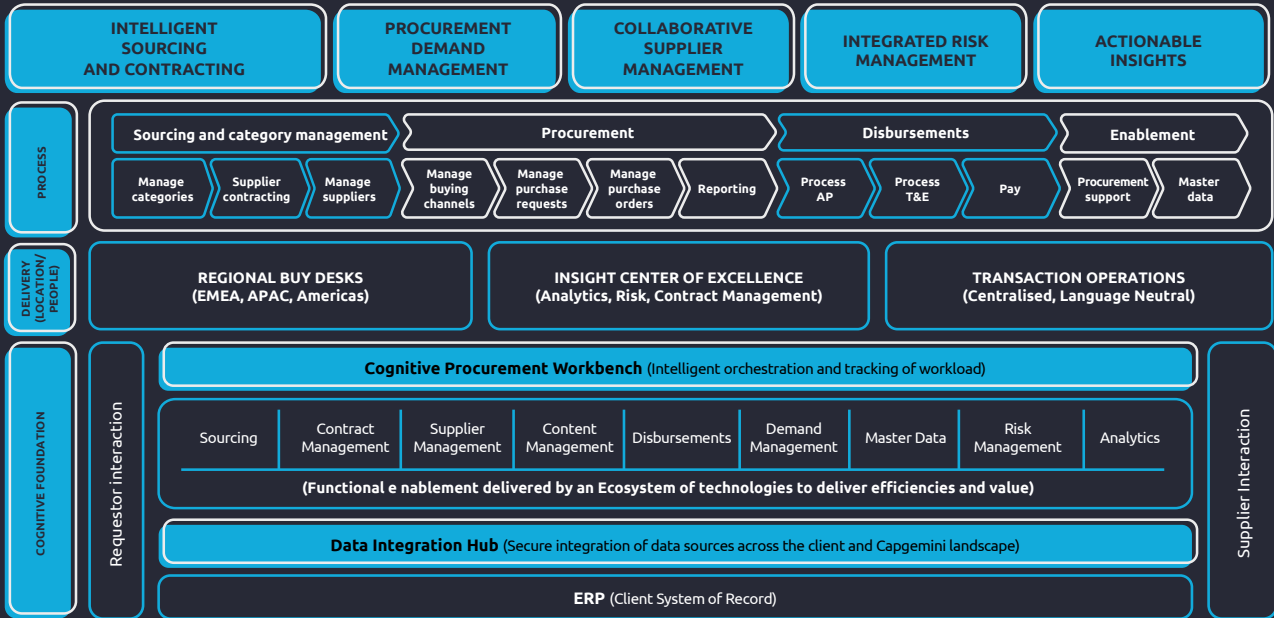 INTELLIGENT
SOURCING
AND CONTRACTING
PROCUREMENT
DEMAND
MANAGEMENT
COLLABORATIVE
SUPPLIER
MANAGEMENT
INTEGRATED RISK
MANAGEMENT
ACTIONABLE
INSIGHTS
PROCESS
Sourcing and category management
Procurement
Disbursements
Enablement
Manage
categories
Supplier
contracting
Manage
suppliers
Manage
buying
channels
Manage
purchase
requests
Manage
purchase
orders
Reporting
Process
AP
Process
T&E
Pay
Procurement
support
Master
data
DELIVERY
(LOCATION/
PEOPLE)
REGIONAL BUY DESKS
(EMEA, APAC, Americas)
INSIGHT CENTER OF EXCELLENCE
(Analytics, Risk, Contract Management)
TRANSACTION OPERATIONS
(Centralised, Language Neutral)
COGNITIVE FOUNDATION
Requestor interaction
Cognitive Procurement Workbench (Intelligent orchestration and tracking of workload)
Sourcing
Contract
Management
Supplier
Management
Content
Management
Disbursements
Demand
Management
Master Data
Risk
Management
Analytics
(Functional e nablement delivered by an Ecosystem of technologies to deliver efficiencies and value)
Data Integration Hub (Secure integration of data sources across the client and Capgemini landscape)
ERP (Client System of Record)
Supplier Interaction